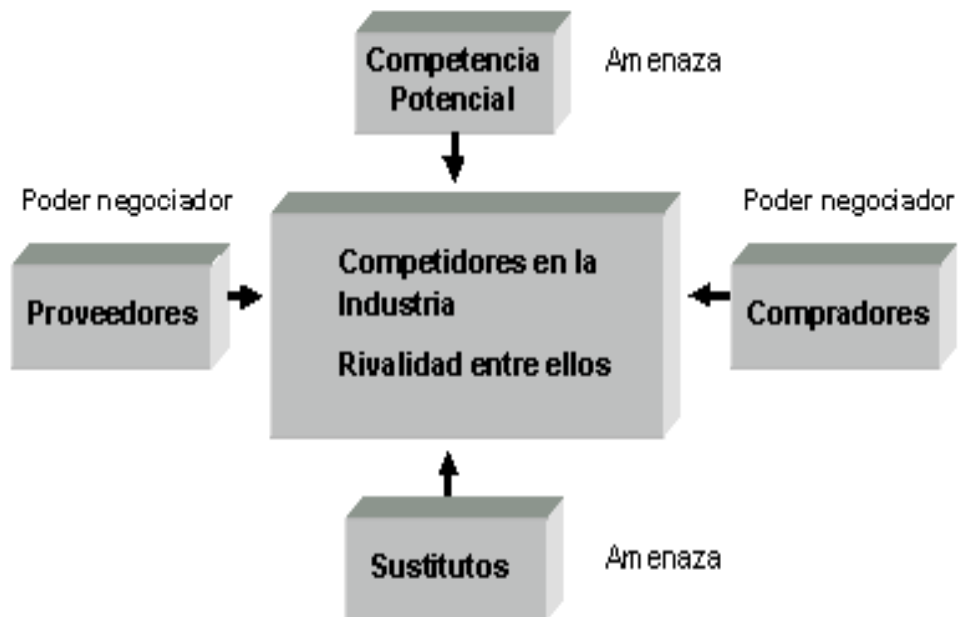 Competencia
Potencial
Amenaza
Poder negociador
Poder negociador
Proveedores
Competidores en la
Industria
Rivalidad entre ellos
Compradores
Sustitutos
Amenaza